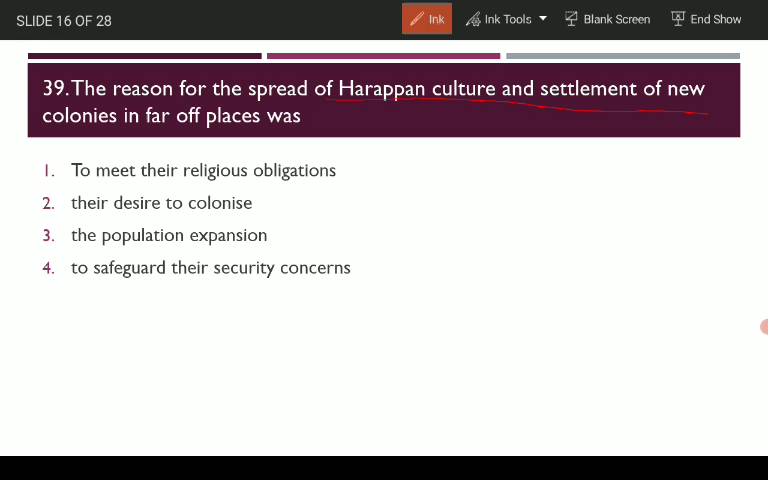 SLIDE 16 OF 28
Ink
Ink Tools
Blank Screen
End Show
39.The reason for the spread of Harappan culture and settlement of new
colonies in far off places was
1. To meet their religious obligations
2. their desire to colonise
3. the population expansion
4. to safeguard their security concerns